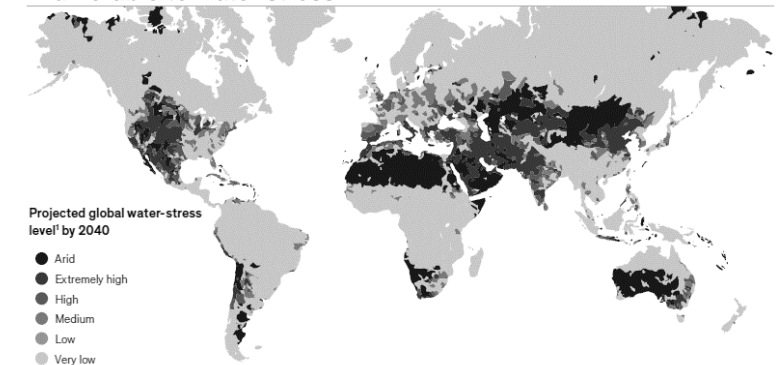 Projected global water-stress
level¹ by 2040
Arid
Extremely high
High
Medium
Low
Very low